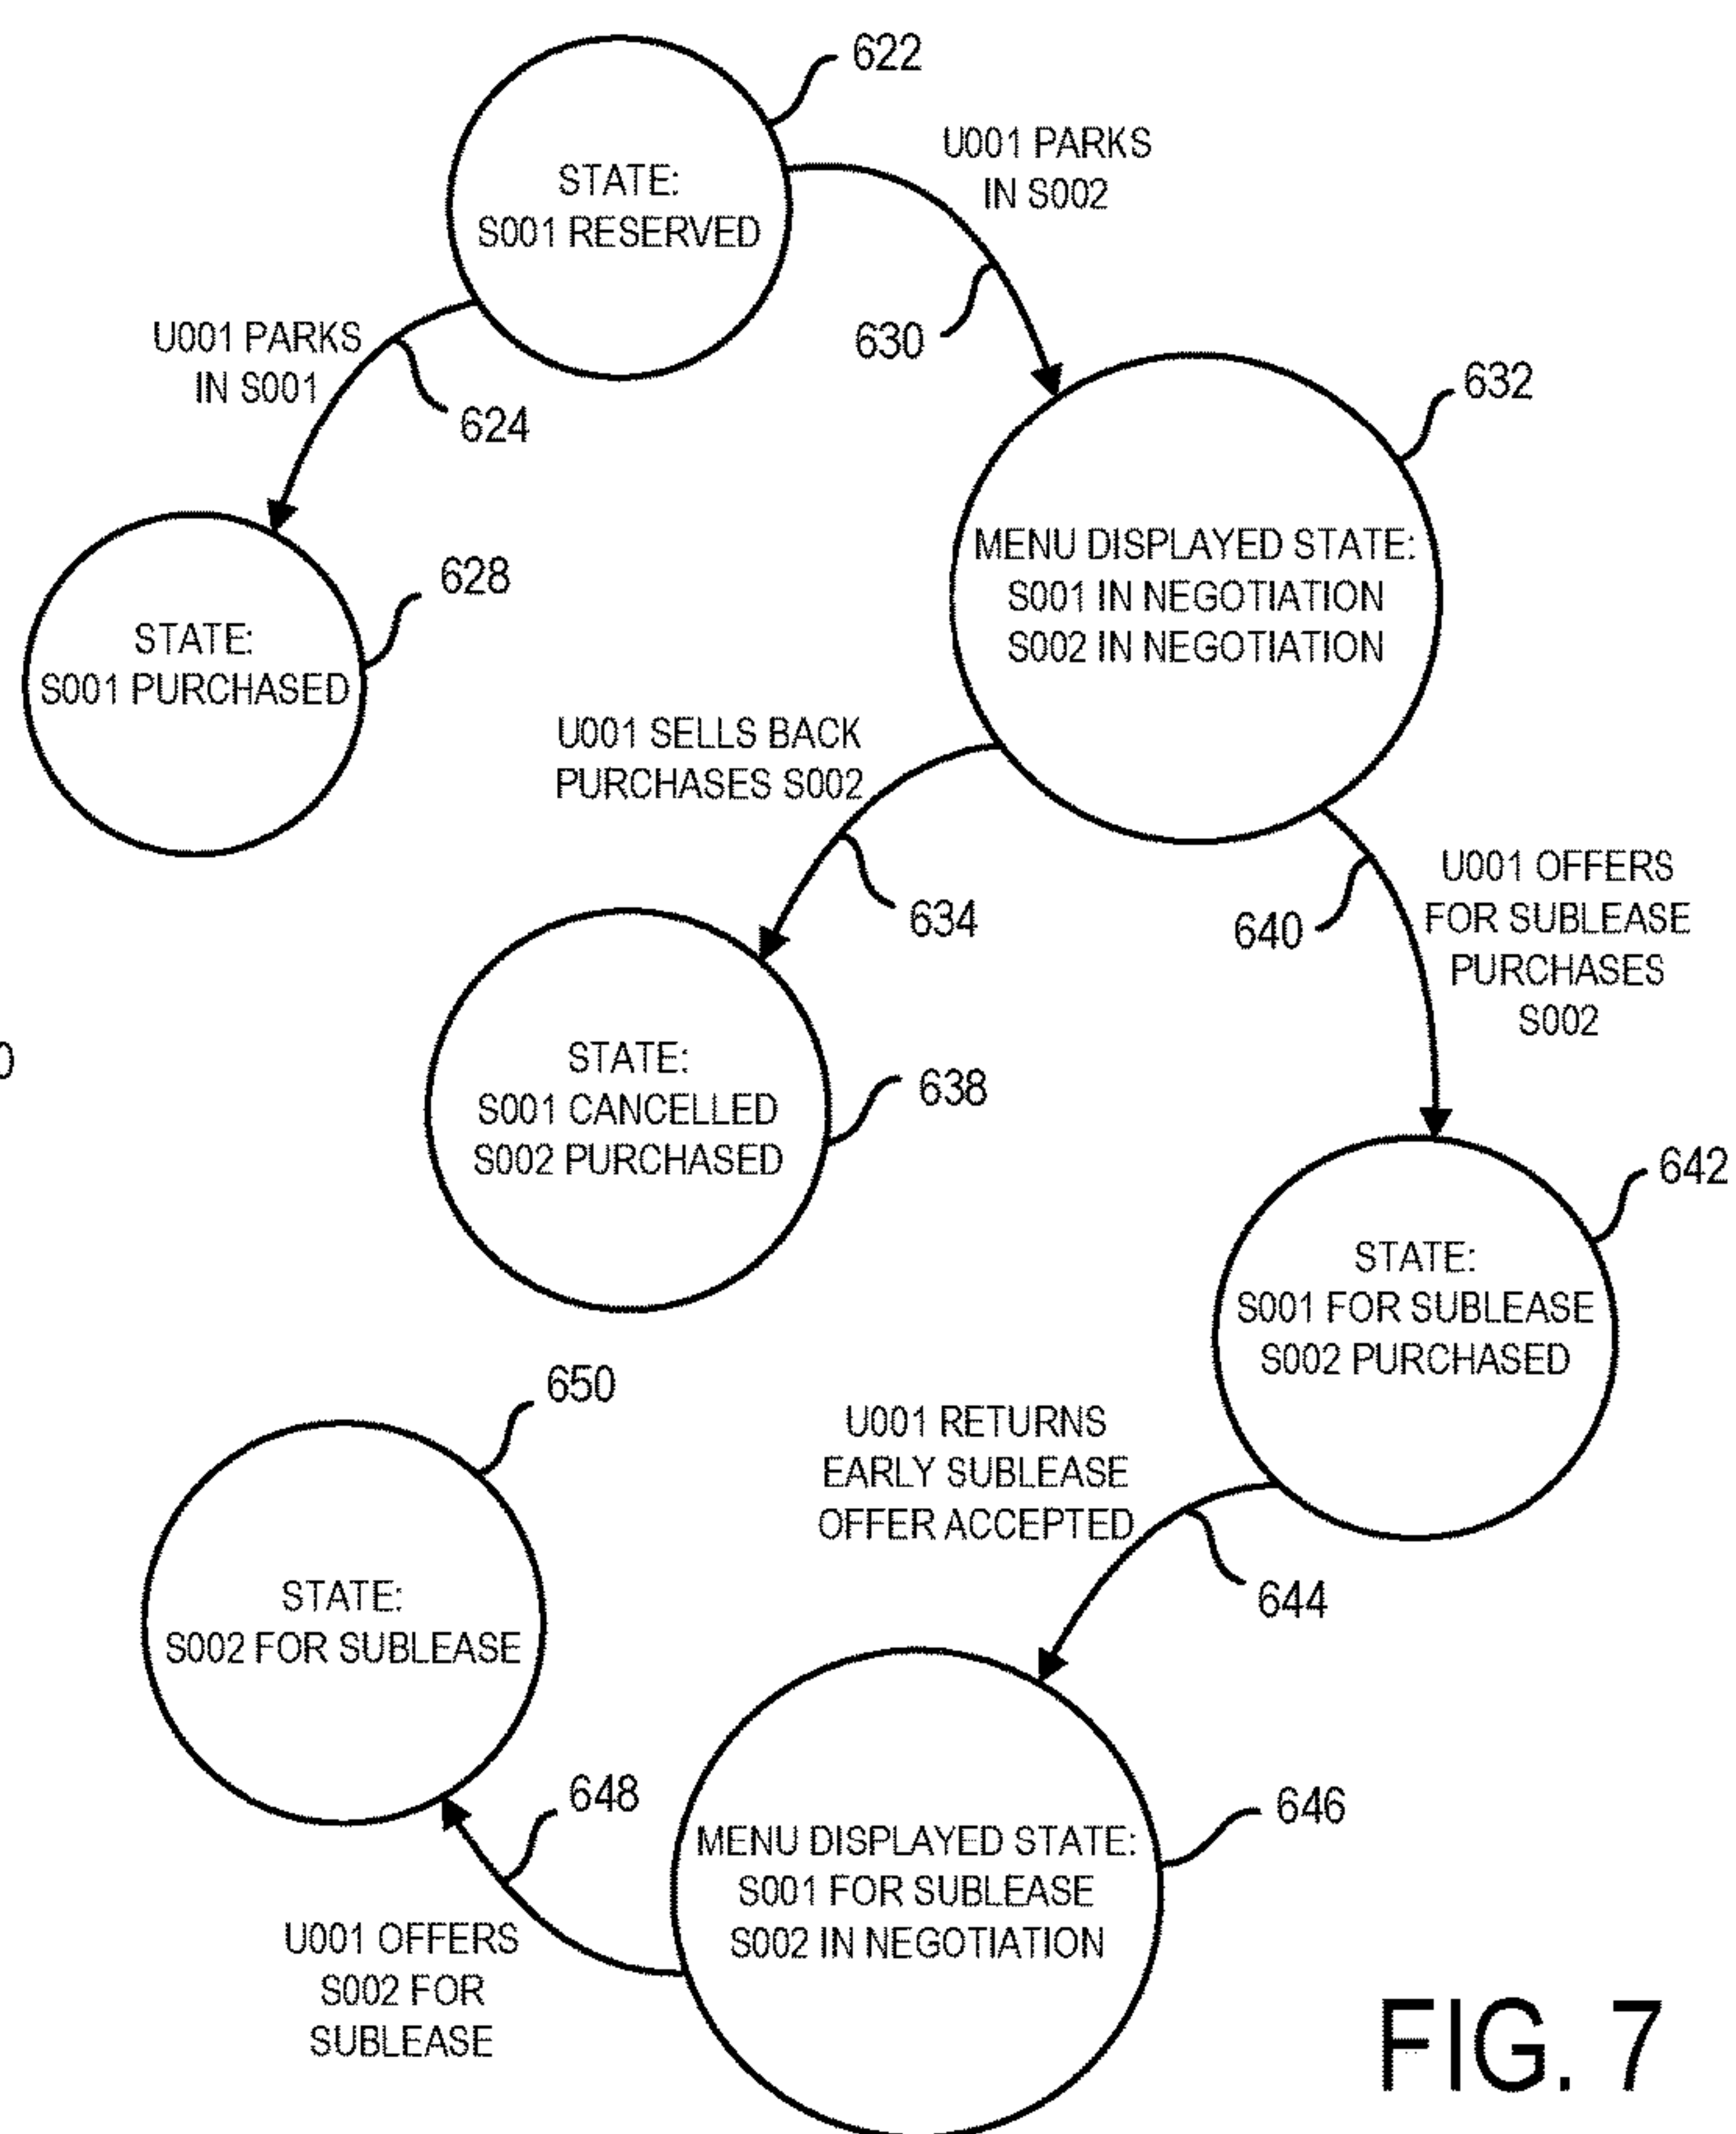 622
STATE:
S001 RESERVED
U001 PARKS
IN S002
630
U001 PARKS
IN S001
624
632
MENU DISPLAYED STATE:
S001 IN NEGOTIATION
S002 IN NEGOTIATION
628
STATE:
S001 PURCHASED
U001 SELLS BACK
PURCHASES S002
634
640
U001 OFFERS
FOR SUBLEASE
PURCHASES
S002
0
STATE:
S001 CANCELLED
S002 PURCHASED
638
642
STATE:
S001 FOR SUBLEASE
S002 PURCHASED
650
STATE:
S002 FOR SUBLEASE
U001 RETURNS
EARLY SUBLEASE
OFFER ACCEPTED
644
648
646
MENU DISPLAYED STATE:
S001 FOR SUBLEASE
S002 IN NEGOTIATION
U001 OFFERS
S002 FOR
SUBLEASE
FIG. 7